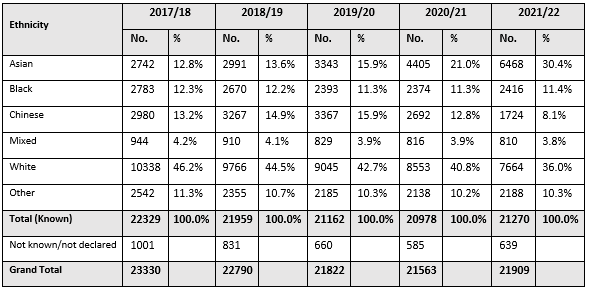 Ethnicity 2017/18 2018/19 2019/20 2020/21 2021/22
No. % No. % No. % No. % No. %
Asian 2742 12.8% 2991 13.6% 3343 15.9% 4405 21.0% 6468 30.4%
Black 2783 12.3% 2670 12.2% 2393 11.3% 2374 11.3% 2416 11.4%
Chinese 2980 13.2% 3267 14.9% 3367 15.9% 2692 12.8% 1724 8.1%
Mixed 944 4.2% 910 4.1% 829 3.9% 816 3.9% 810 3.8%
White 10338 46.2% 9766 44.5% 9045 42.7% 8553 40.8% 7664 36.0%
Other 2542 11.3% 2355 10.7% 2185 10.3% 2138 10.2% 2188 10.3%
Total (Known) 22329 100.0% 21959 100.0% 21162 100.0% 20978 100.0% 21270 100.0%
Not known/not declared 1001 831 660 585 639
Grand Total 23330 22790 21822 21563 21909